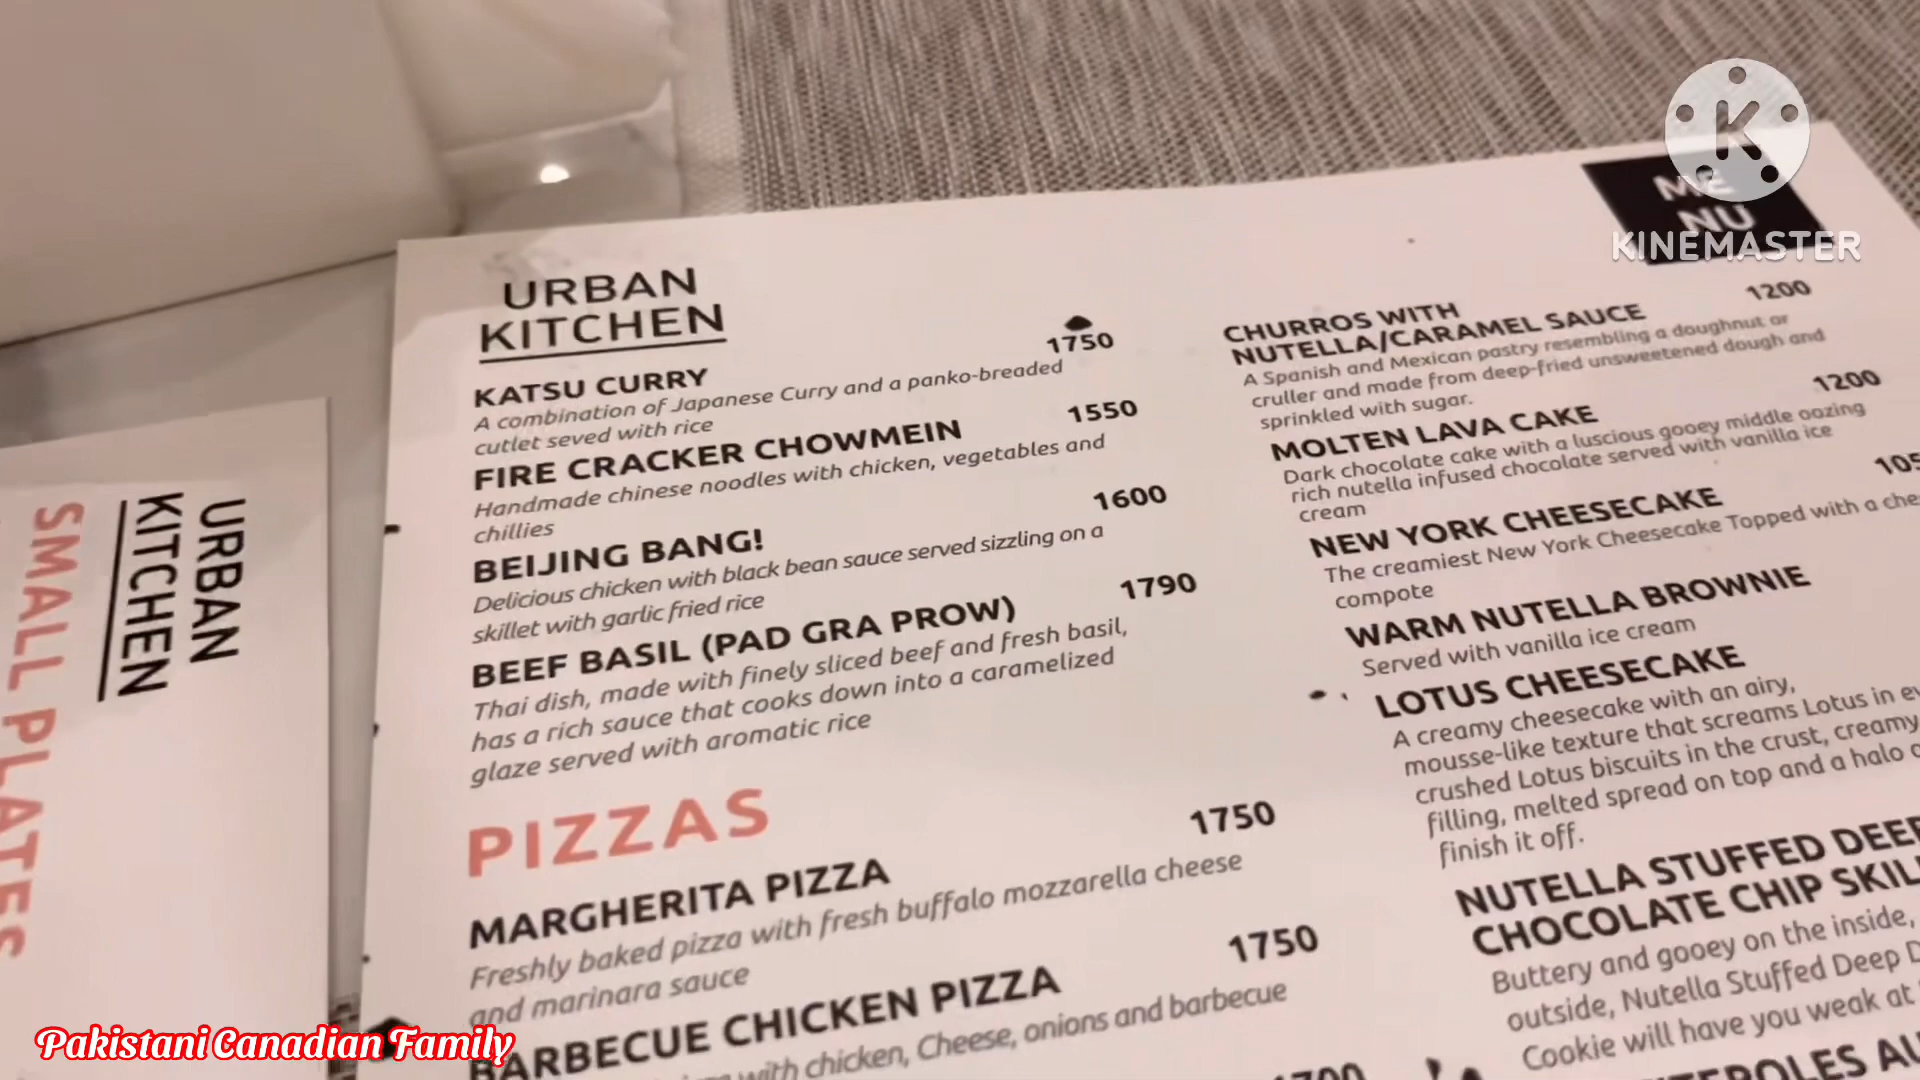 URBAN
KITCHEN
SMALL PLATES
URBAN
KITCHEN
KATSU CURRY 1750
A combination of Japanese Curry and a panko-breaded
cutlet seved with rice
FIRE CRACKER CHOWMEIN 1550
Handmade chinese noodles with chicken, vegetables and
chillies
BEIJING BANG! 1600
Delicious chicken with black bean sauce served sizzling on a
skillet with garlic fried rice
BEEF BASIL (PAD GRA PROW) 1790
Thai dish, made with finely sliced beef and fresh basil,
has a rich sauce that cooks down into a caramelized
glaze served with aromatic rice
PIZZAS
MARGHERITA PIZZA 1750
Freshly baked pizza with fresh buffalo mozzarella cheese
and marinara sauce
BARBECUE CHICKEN PIZZA 1750
with chicken, Cheese, onions and barbecue
1700
ME
NU
CHURROS WITH
NUTELLA/CARAMEL SAUCE 1200
A Spanish and Mexican pastry resembling a doughnut or
cruller and made from deep-fried unsweetened dough and
sprinkled with sugar.
MOLTEN LAVA CAKE 1200
Dark chocolate cake with a luscious gooey middle oozing
rich nutella infused chocolate served with vanilla ice
cream
NEW YORK CHEESECAKE 105
The creamiest New York Cheesecake Topped with a che
compote
WARM NUTELLA BROWNIE
Served with vanilla ice cream
LOTUS CHEESECAKE
A creamy cheesecake with an airy,
mousse-like texture that screams Lotus in ev
crushed Lotus biscuits in the crust, creamy
filling, melted spread on top and a halo o
finish it off.
NUTELLA STUFFED DEEP
CHOCOLATE CHIP SKIL
Buttery and gooey on the inside,
outside, Nutella Stuffed Deep D
Cookie will have you weak at
K
KINEMASTER
Pakistani Canadian Family